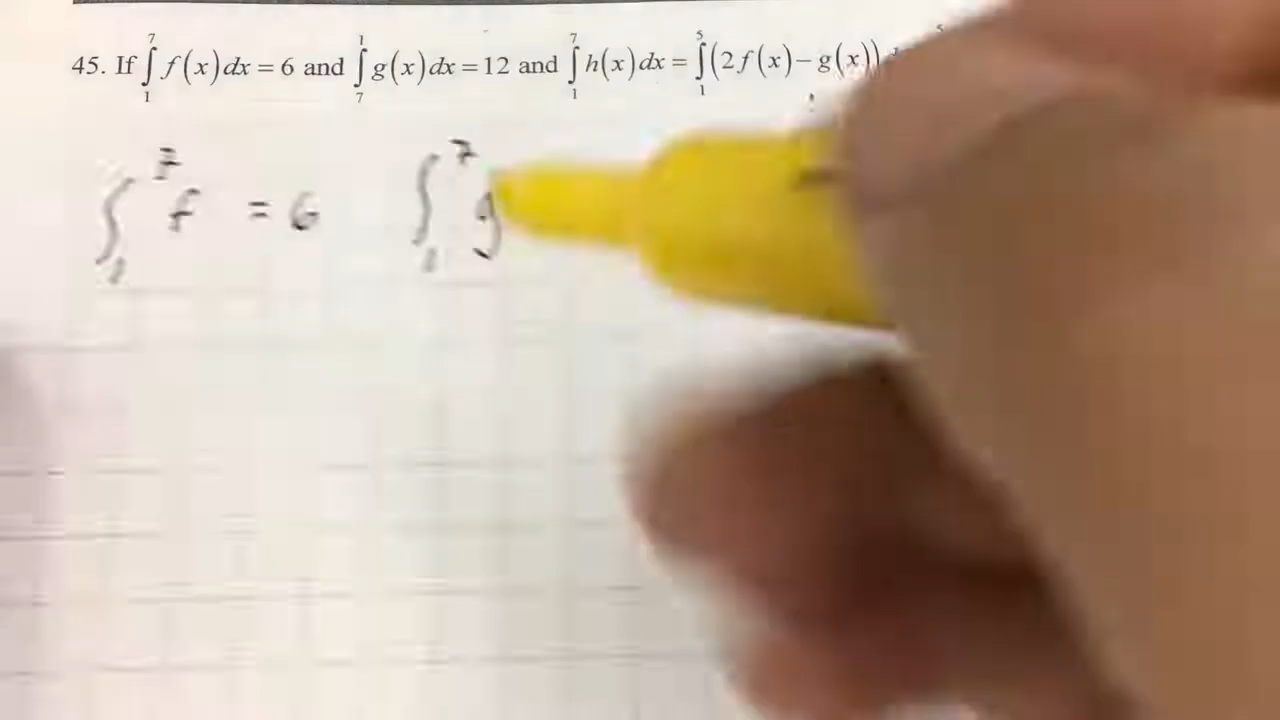 45. If ∫₁⁷ f(x)dx = 6 and ∫₇¹ g(x)dx = 12 and ∫₁⁷ h(x)dx = ∫₁⁵ (2f(x) − g(x))
∫₁⁷ f = 6 ∫₁⁷ g